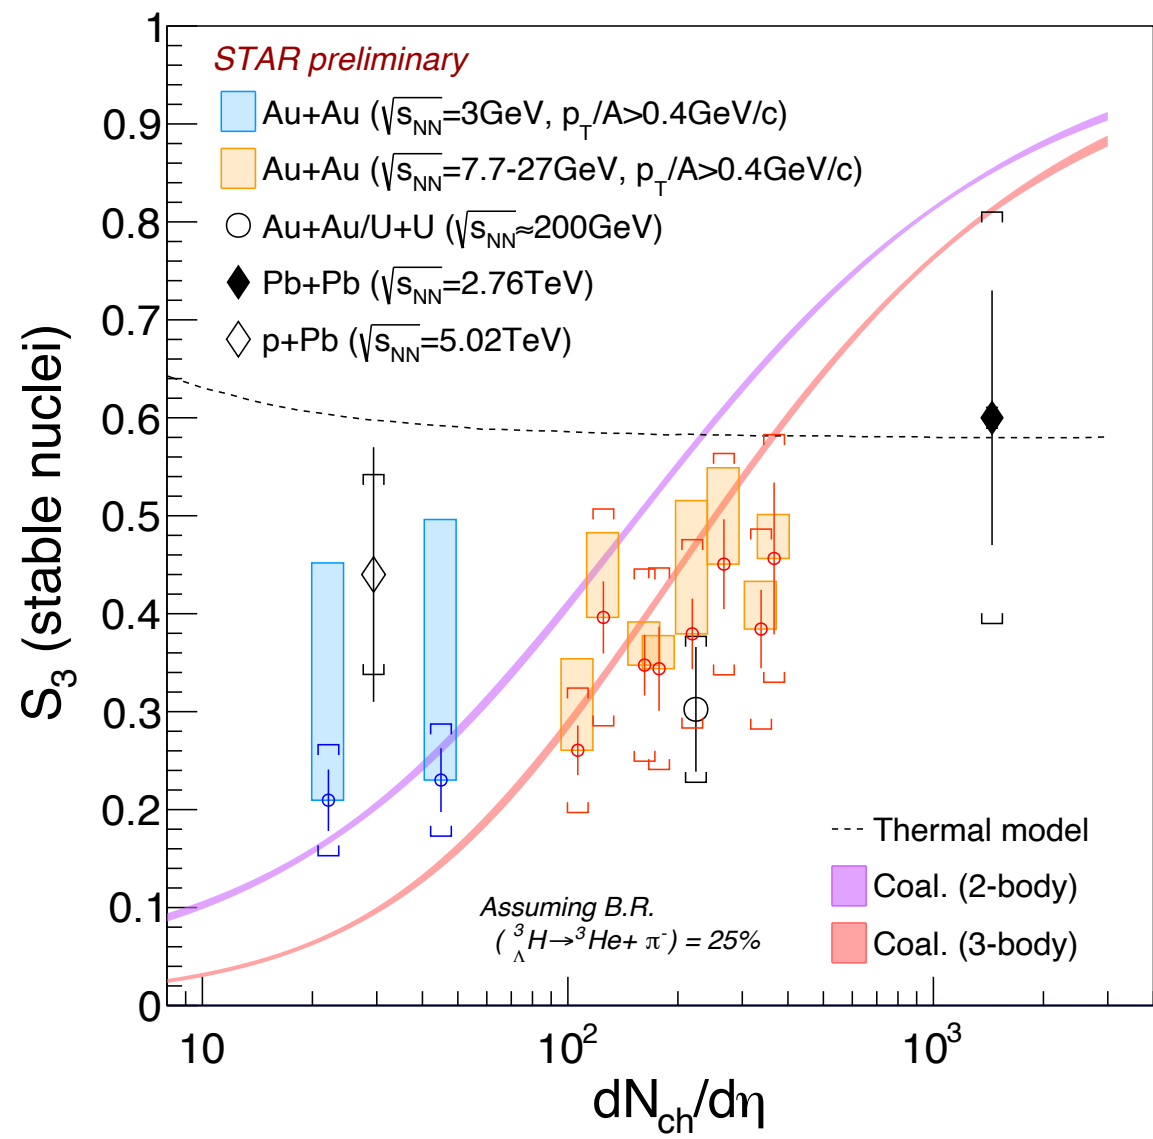 STAR preliminary
Au+Au (√sNN=3GeV, pT/A>0.4GeV/c)
Au+Au (√sNN=7.7-27GeV, pT/A>0.4GeV/c)
Au+Au/U+U (√sNN≈200GeV)
Pb+Pb (√sNN=2.76TeV)
p+Pb (√sNN=5.02TeV)
S3 (stable nuclei)
1
0.9
0.8
0.7
0.6
0.5
0.4
0.3
0.2
0.1
0
Thermal model
Coal. (2-body)
Coal. (3-body)
Assuming B.R.
(³ΛH→³He+ π⁻) = 25%
10 10² 10³
dNch/dη